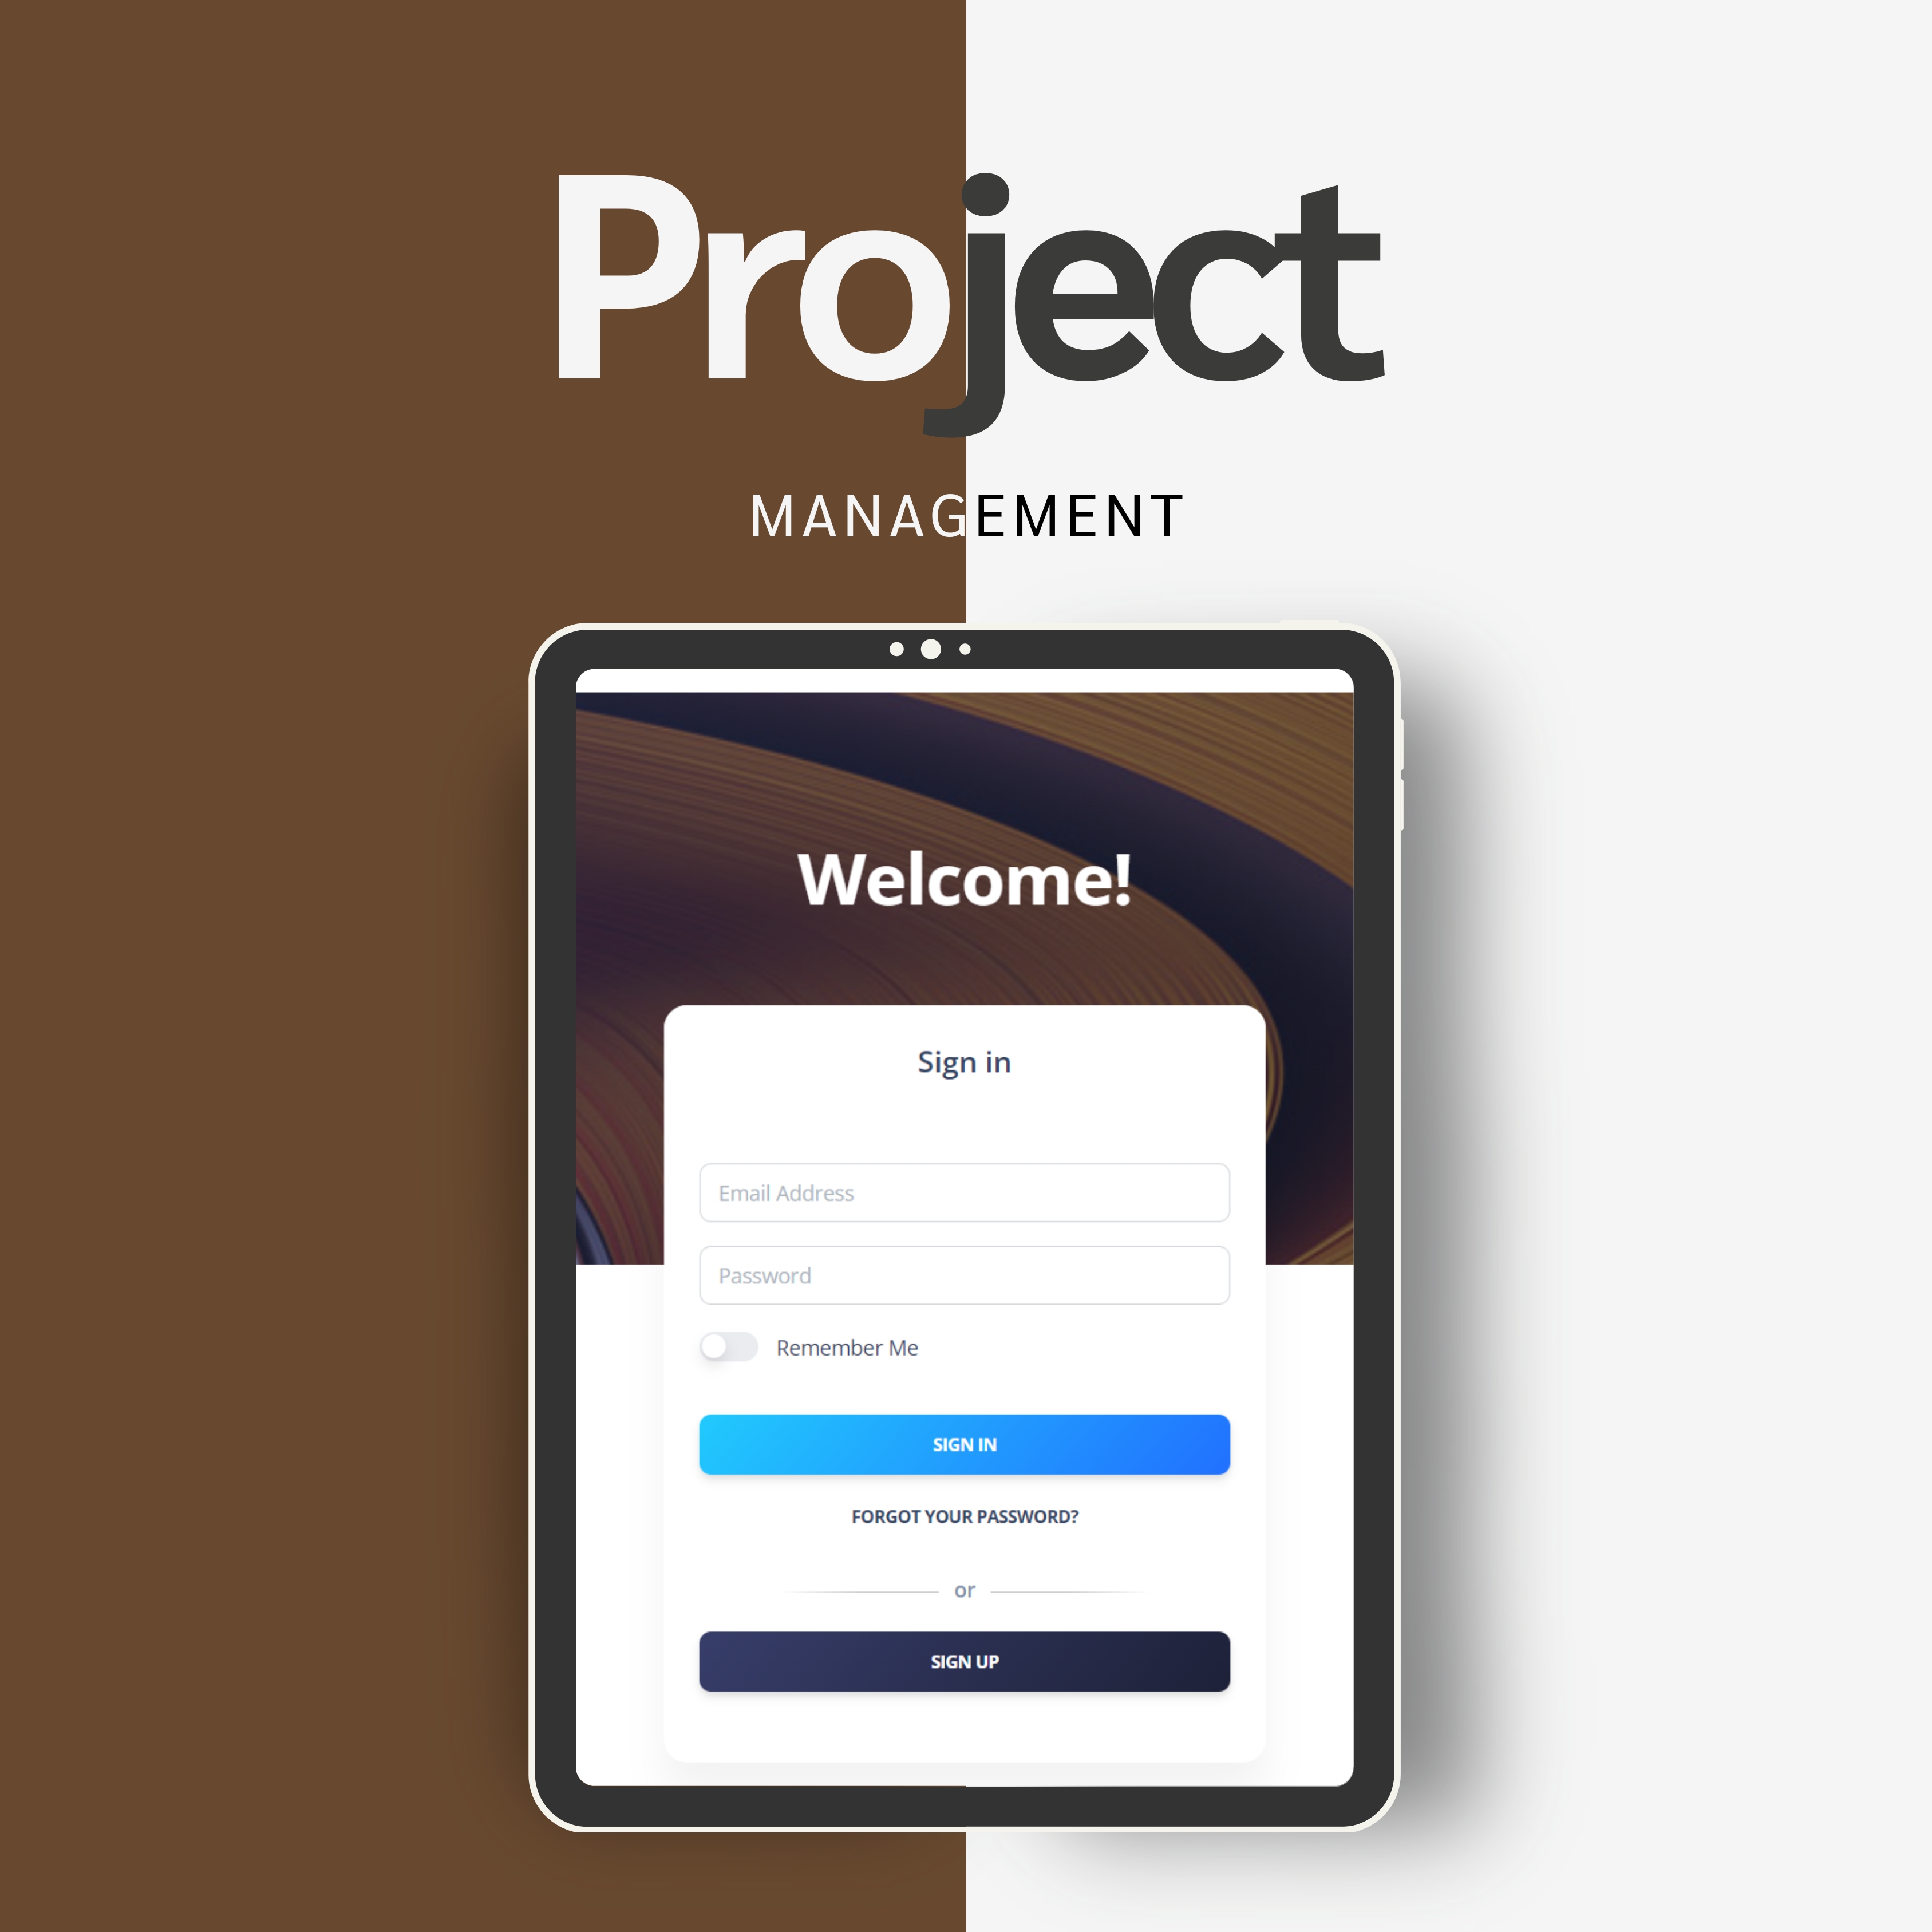 Project
MANAGEMENT
Welcome!
Sign in
Email Address
Password
Remember Me
SIGN IN
FORGOT YOUR PASSWORD?
or
SIGN UP